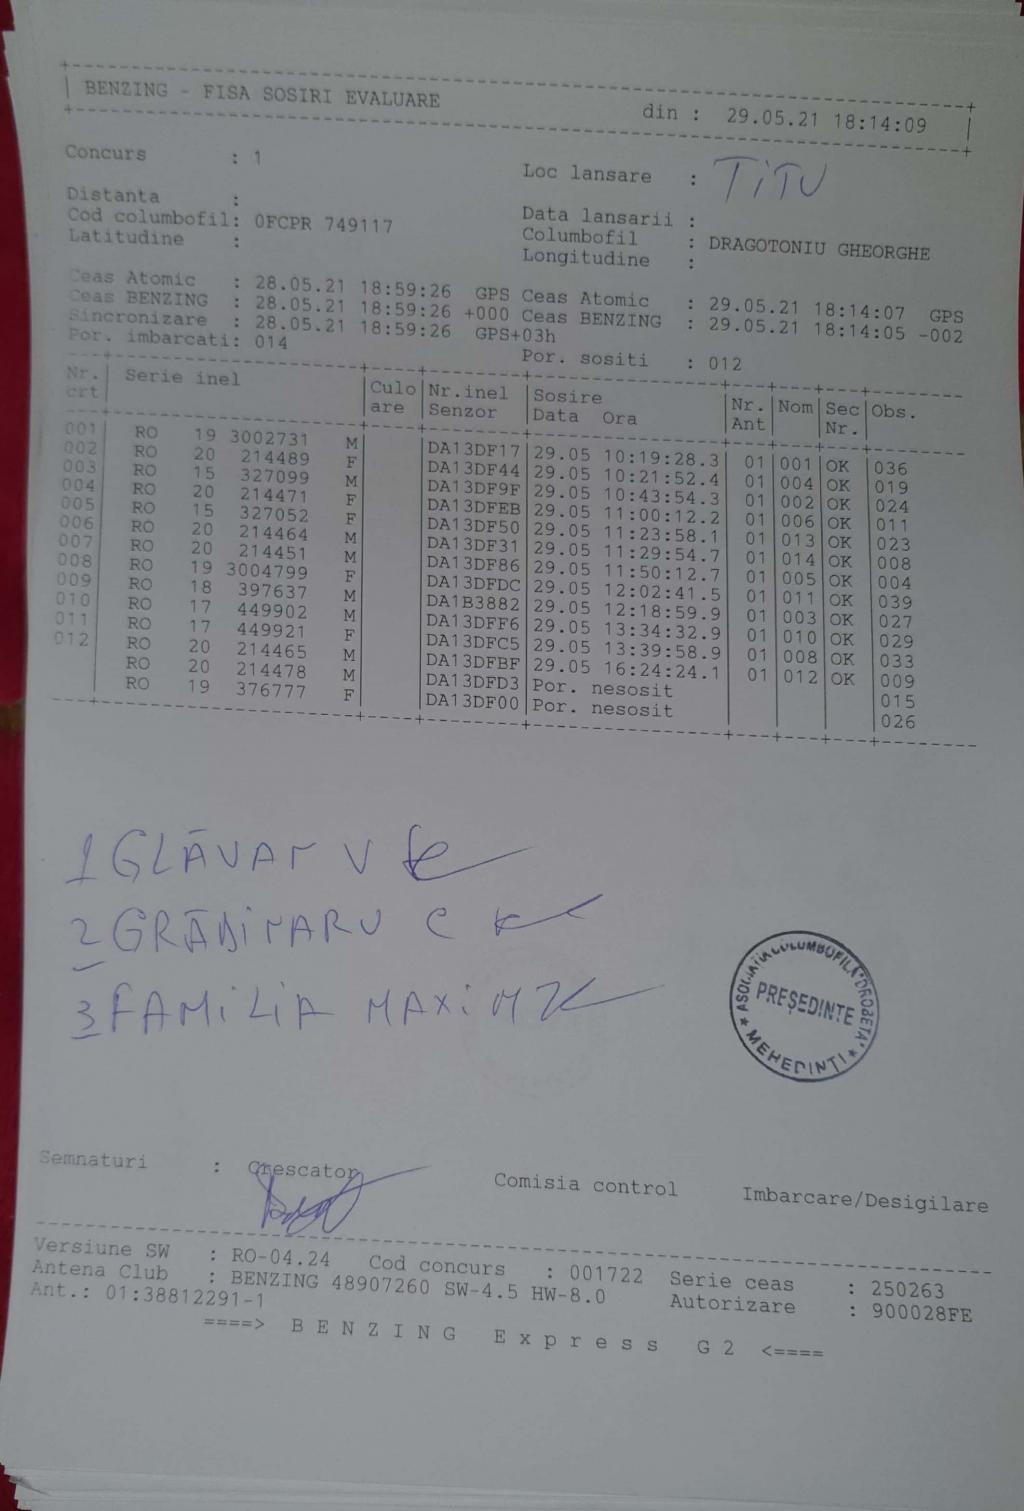 BENZING - FISA SOSIRI EVALUARE din : 29.05.21 18:14:09
Concurs : 1 Loc lansare : TiTU
Distanta : Data lansarii :
Cod columbofil: 0FCPR 749117 Columbofil : DRAGOTONIU GHEORGHE
Latitudine : Longitudine :
Ceas Atomic : 28.05.21 18:59:26 GPS Ceas Atomic : 29.05.21 18:14:07 GPS
Ceas BENZING : 28.05.21 18:59:26 +000 Ceas BENZING : 29.05.21 18:14:05 -002
Sincronizare : 28.05.21 18:59:26 GPS+03h
Por. imbarcati: 014 Por. sositi : 012
Nr. Serie inel Culo Nr.inel Sosire Nr. Nom Sec Obs.
crt are Senzor Data Ora Ant Nr.
001 RO 19 3002731 M DA13DF17 29.05 10:19:28.3 01 001 OK 036
002 RO 20 214489 F DA13DF44 29.05 10:21:52.4 01 004 OK 019
003 RO 15 327099 M DA13DF9F 29.05 10:43:54.3 01 002 OK 024
004 RO 20 214471 F DA13DFEB 29.05 11:00:12.2 01 006 OK 011
005 RO 15 327052 F DA13DF50 29.05 11:23:58.1 01 013 OK 023
006 RO 20 214464 M DA13DF31 29.05 11:29:54.7 01 014 OK 008
007 RO 20 214451 M DA13DF86 29.05 11:50:12.7 01 005 OK 004
008 RO 19 3004799 F DA13DFDC 29.05 12:02:41.5 01 011 OK 039
009 RO 18 397637 M DA1B3882 29.05 12:18:59.9 01 003 OK 027
010 RO 17 449902 M DA13DFF6 29.05 13:34:32.9 01 010 OK 029
011 RO 17 449921 F DA13DFC5 29.05 13:39:58.9 01 008 OK 033
012 RO 20 214465 M DA13DFBF 29.05 16:24:24.1 01 012 OK 009
RO 20 214478 M DA13DFD3 Por. nesosit 015
RO 19 376777 F DA13DF00 Por. nesosit 026
1 GLĂVAN V
2 GRĂDINARU C
3 FAMILIA MAXIM
ASOCIAȚIA COLUMBOFILĂ DROBETA
PREȘEDINTE
* MEHEDINȚI *
Semnaturi : Crescator Comisia control Imbarcare/Desigilare
Versiune SW : RO-04.24 Cod concurs : 001722 Serie ceas : 250263
Antena Club : BENZING 48907260 SW-4.5 HW-8.0 Autorizare : 900028FE
Ant.: 01:38812291-1
====> B E N Z I N G E x p r e s s G 2 <====